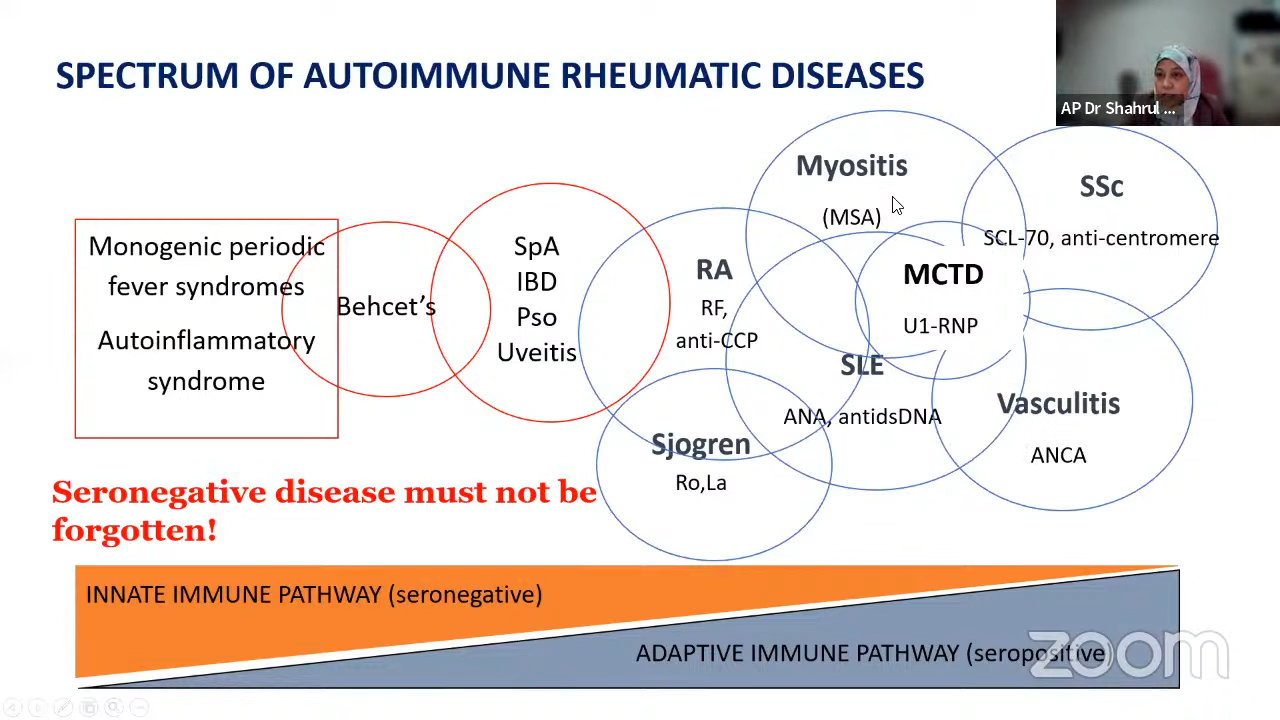 SPECTRUM OF AUTOIMMUNE RHEUMATIC DISEASES
AP Dr Shahrul ...
Monogenic periodic
fever syndromes
Autoinflammatory
syndrome
Behcet's
SpA
IBD
Pso
Uveitis
RA
RF,
anti-CCP
Myositis
(MSA)
SSc
SCL-70, anti-centromere
MCTD
U1-RNP
SLE
ANA, antidsDNA
Sjogren
Ro,La
Vasculitis
ANCA
Seronegative disease must not be
forgotten!
INNATE IMMUNE PATHWAY (seronegative)
ADAPTIVE IMMUNE PATHWAY (seropositive)
zoom